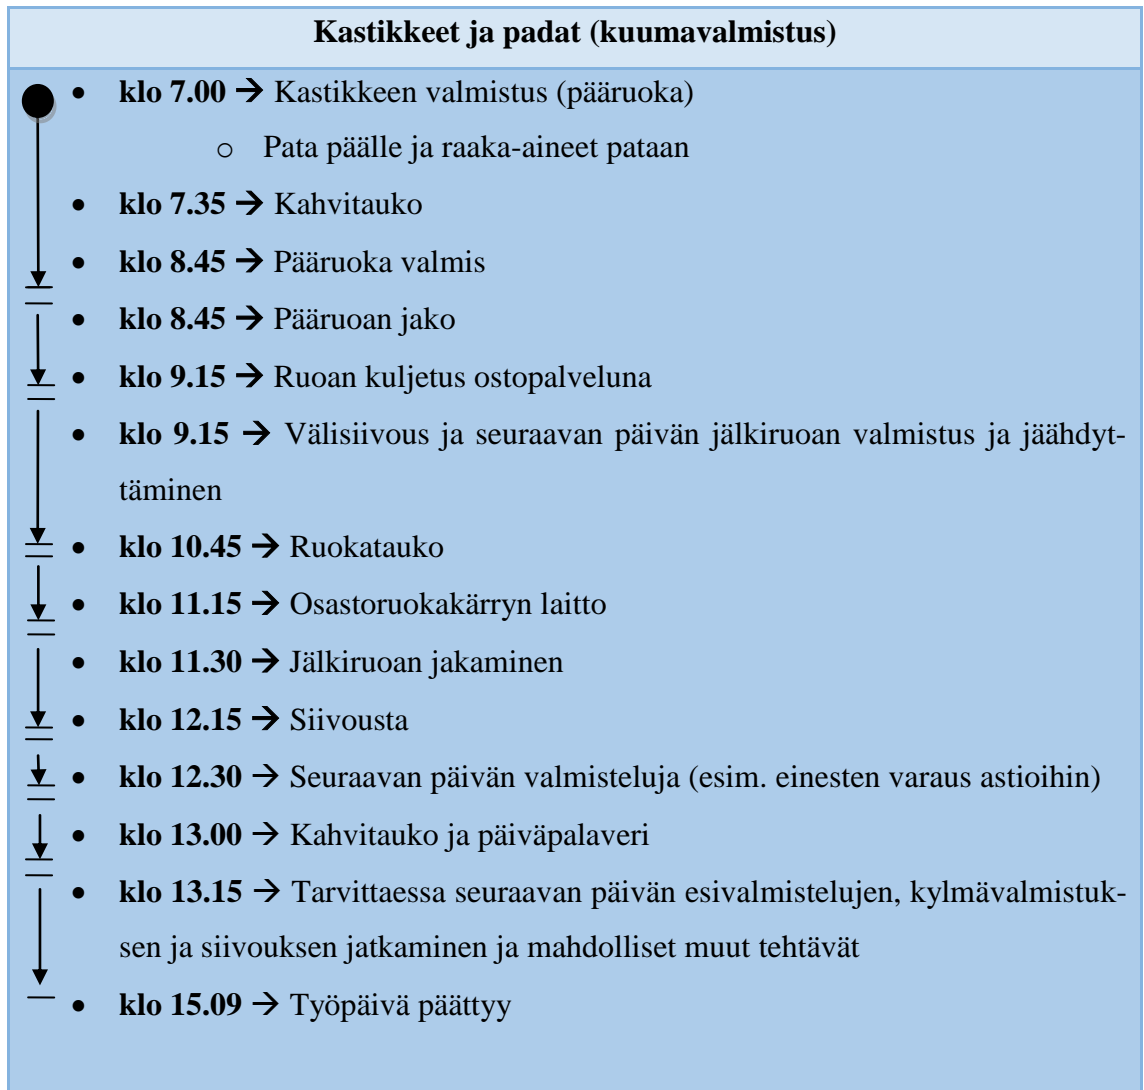 Kastikkeet ja padat (kuumavalmistus)
• klo 7.00 → Kastikkeen valmistus (pääruoka)
o Pata päälle ja raaka-aineet pataan
• klo 7.35 → Kahvitauko
• klo 8.45 → Pääruoka valmis
• klo 8.45 → Pääruoan jako
• klo 9.15 → Ruoan kuljetus ostopalveluna
• klo 9.15 → Välisiivous ja seuraavan päivän jälkiruoan valmistus ja jäähdyt-
täminen
• klo 10.45 → Ruokatauko
• klo 11.15 → Osastoruokakärryn laitto
• klo 11.30 → Jälkiruoan jakaminen
• klo 12.15 → Siivousta
• klo 12.30 → Seuraavan päivän valmisteluja (esim. einesten varaus astioihin)
• klo 13.00 → Kahvitauko ja päiväpalaveri
• klo 13.15 → Tarvittaessa seuraavan päivän esivalmistelujen, kylmävalmistuk-
sen ja siivouksen jatkaminen ja mahdolliset muut tehtävät
• klo 15.09 → Työpäivä päättyy